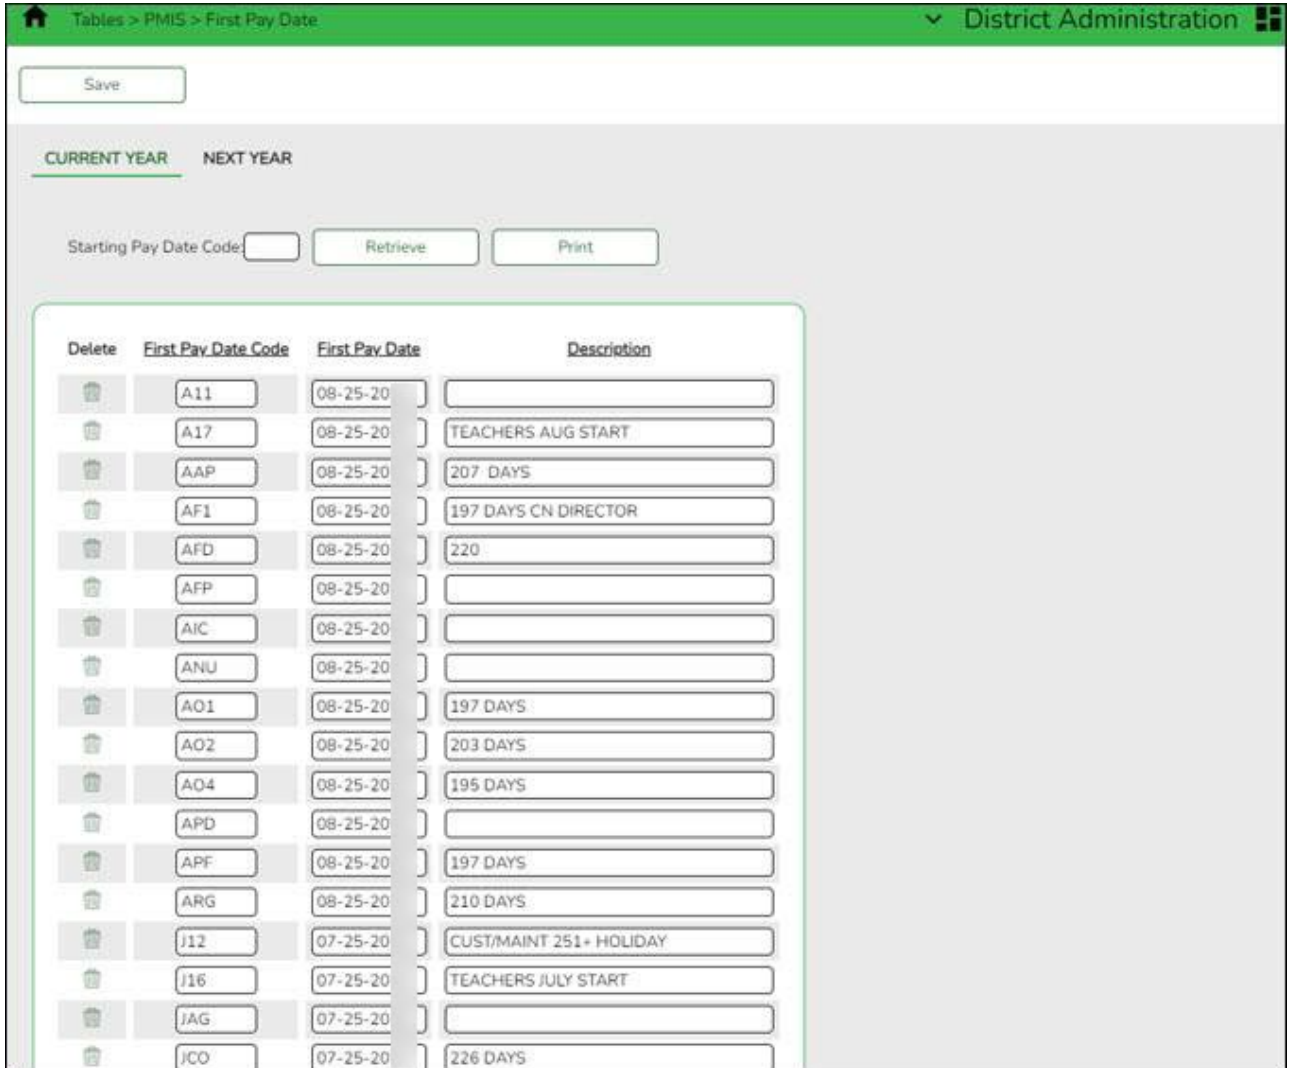 Tables > PMIS > First Pay Date District Administration
Save
CURRENT YEAR NEXT YEAR
Starting Pay Date Code: Retrieve Print
Delete First Pay Date Code First Pay Date Description
A11 08-25-20
A17 08-25-20 TEACHERS AUG START
AAP 08-25-20 207 DAYS
AF1 08-25-20 197 DAYS CN DIRECTOR
AFD 08-25-20 220
AFP 08-25-20
AIC 08-25-20
ANU 08-25-20
AO1 08-25-20 197 DAYS
AO2 08-25-20 203 DAYS
AO4 08-25-20 195 DAYS
APD 08-25-20
APF 08-25-20 197 DAYS
ARG 08-25-20 210 DAYS
J12 07-25-20 CUST/MAINT 251+ HOLIDAY
J16 07-25-20 TEACHERS JULY START
JAG 07-25-20
JCO 07-25-20 226 DAYS